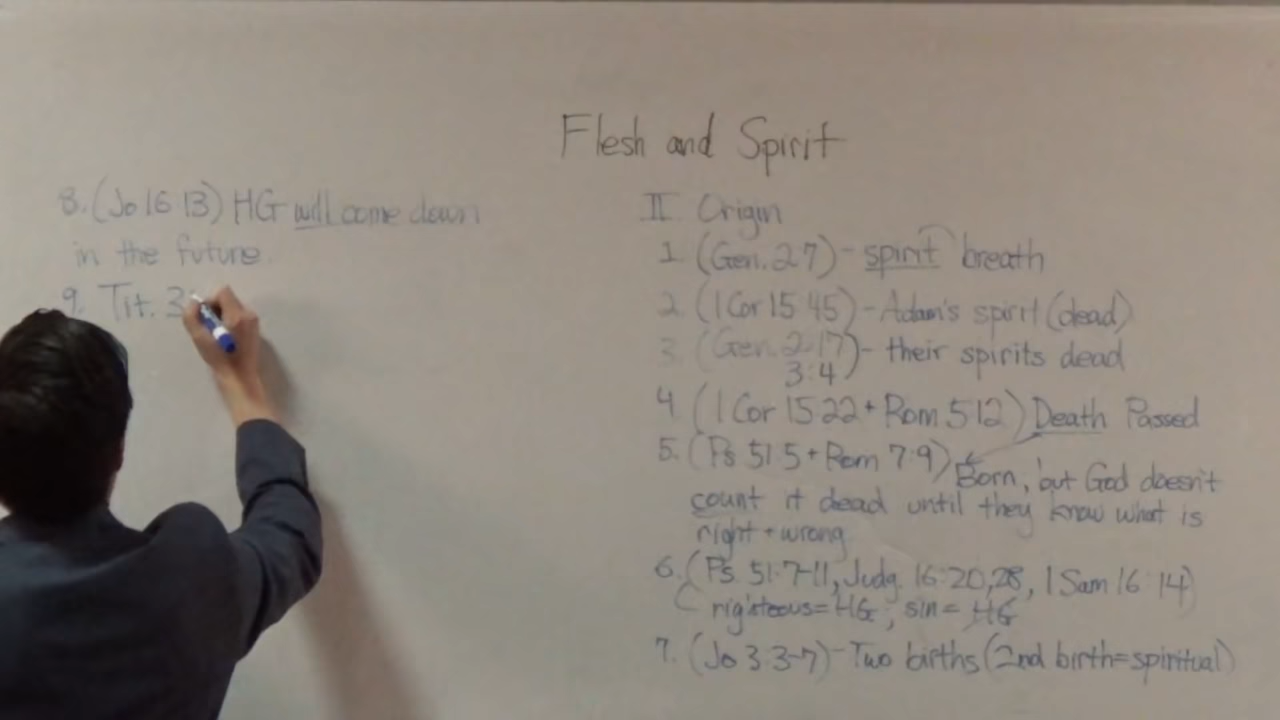 Flesh and Spirit
II Origin
1. (Gen. 2:7) - spirit breath
2. (1 Cor 15:45) - Adam's spirit (dead)
3. (Gen. 2:17) - their spirits dead
3:4
4. (1 Cor 15:22 + Rom 5:12) Death Passed
5. (Ps 51:5 + Rom 7:9) Born, but God doesn't
count it dead until they know what is
right + wrong
6. (Ps. 51:7-11, Judg. 16:20,28, 1 Sam 16:14)
righteous = HG, sin = HG
7. (Jo 3:3-7) - Two births (2nd birth = spiritual)
8. (Jo 16:13) HG will come down
in the future.
9. Tit. 3: